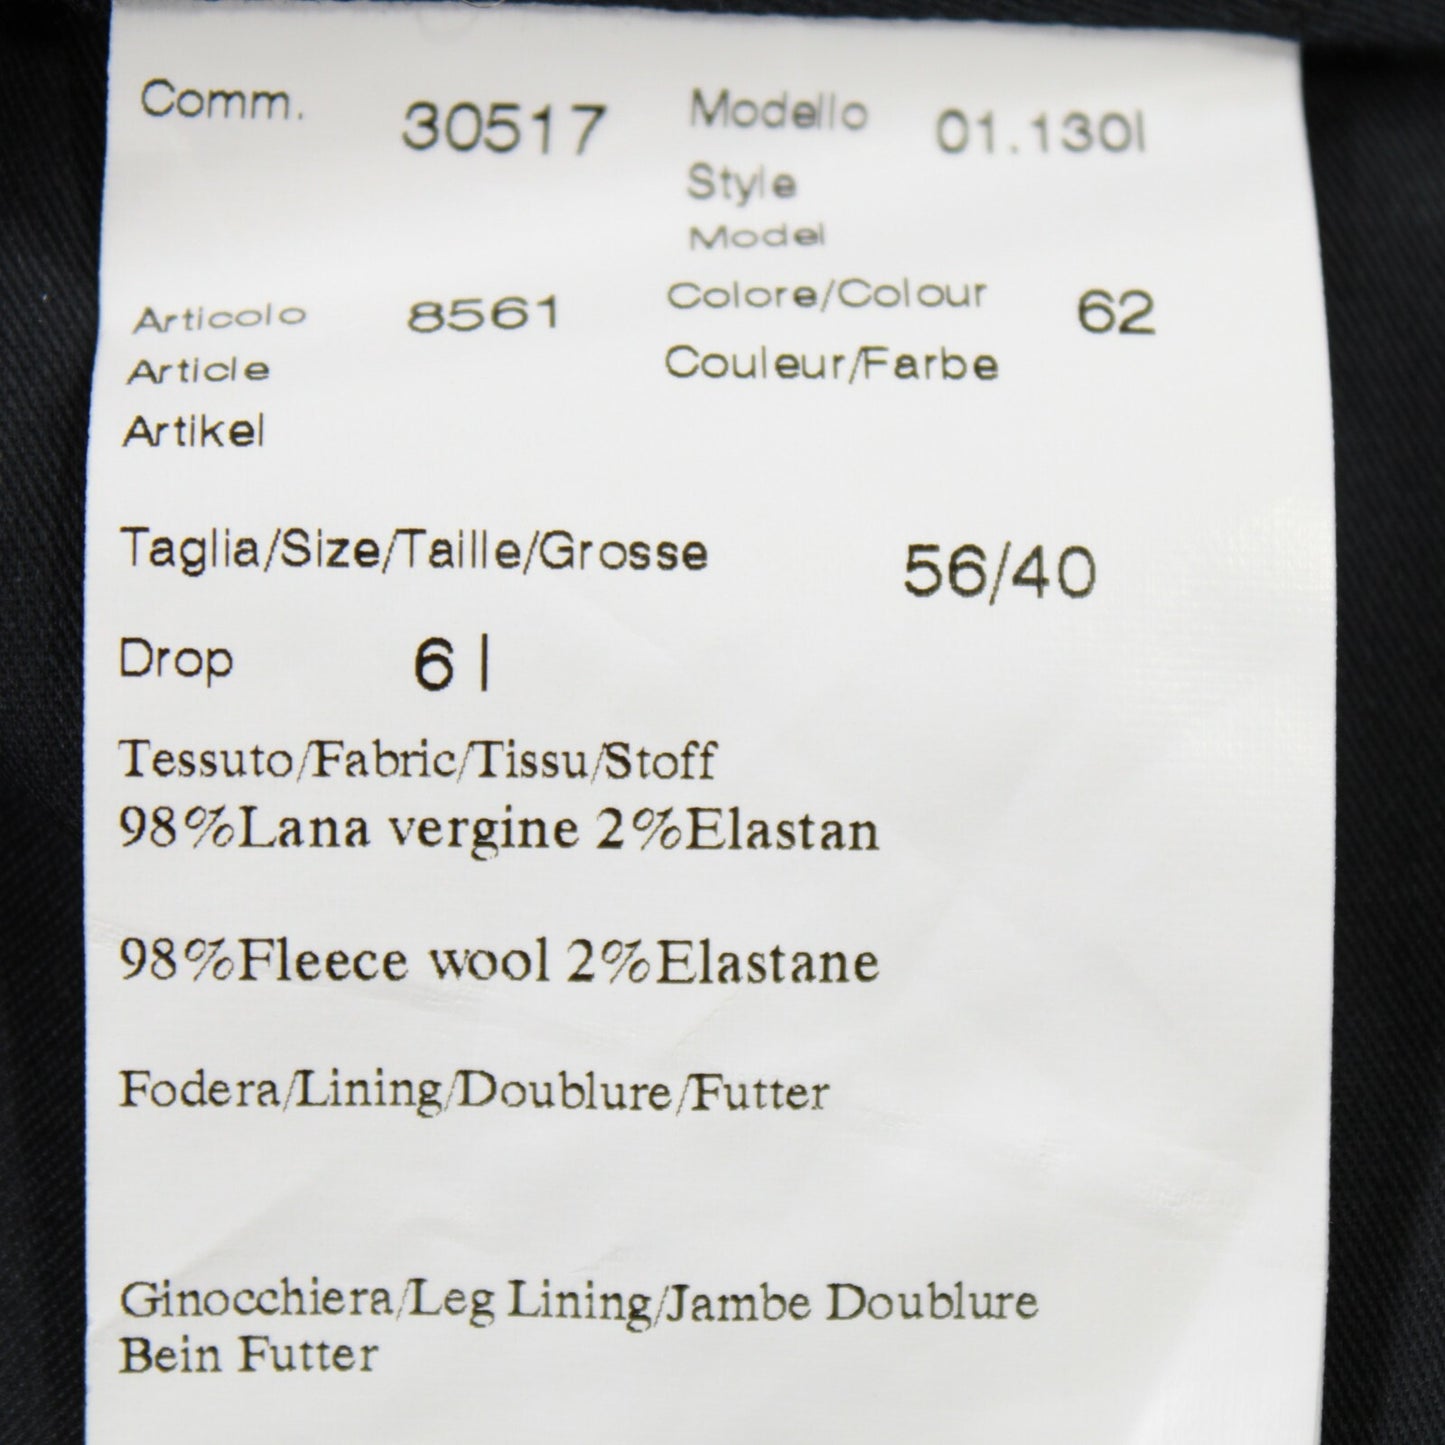 Comm. 30517 Modello 01.130l
Style
Model
Articolo 8561 Colore/Colour 62
Article Couleur/Farbe
Artikel
Taglia/Size/Taille/Grosse 56/40
Drop 6 l
Tessuto/Fabric/Tissu/Stoff
98%Lana vergine 2%Elastan
98%Fleece wool 2%Elastane
Fodera/Lining/Doublure/Futter
Ginocchiera/Leg Lining/Jambe Doublure
Bein Futter